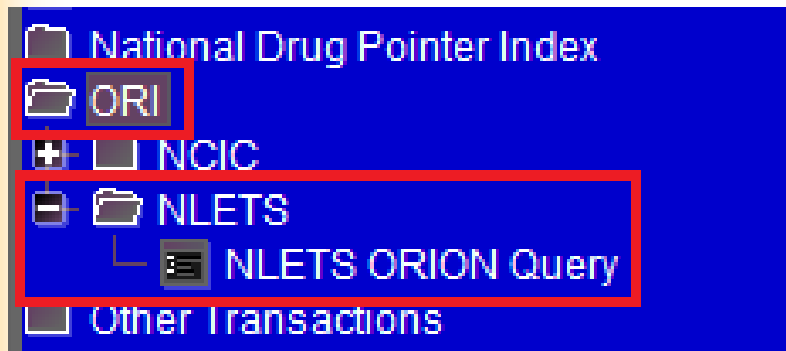 National Drug Pointer Index
ORI
NCIC
NLETS
NLETS ORION Query
Other Transactions